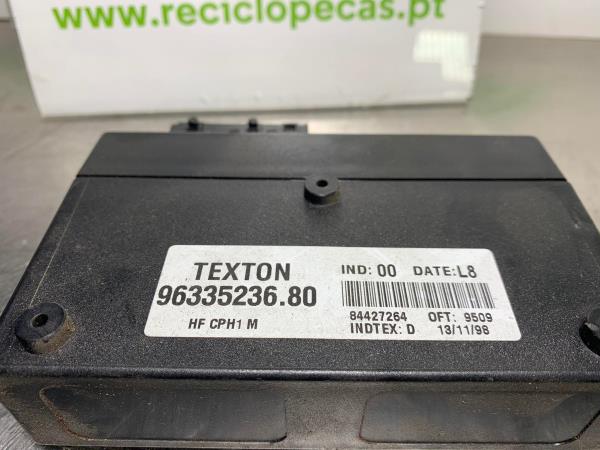 www.reciclopecas.pt
TEXTON
96335236.80
HF CPH1 M
IND: 00 DATE: L8
84427264 OFT: 9509
INDTEX: D 13/11/98